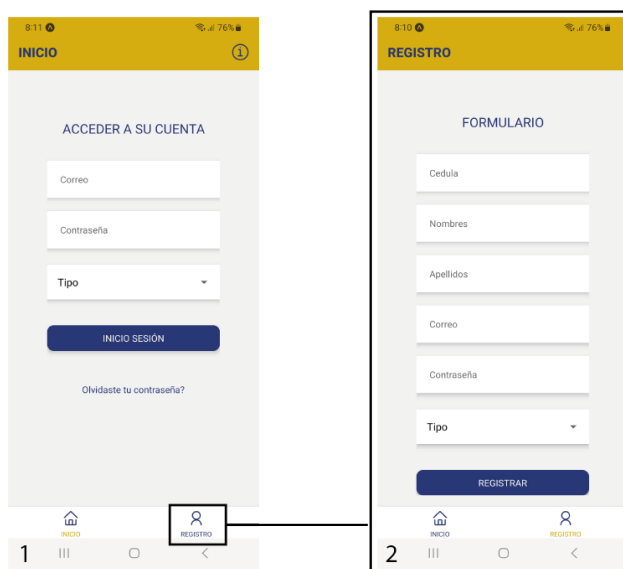 8:11 76%
INICIO
ACCEDER A SU CUENTA
Correo
Contraseña
Tipo
INICIO SESIÓN
Olvidaste tu contraseña?
INICIO REGISTRO
1
8:10 76%
REGISTRO
FORMULARIO
Cedula
Nombres
Apellidos
Correo
Contraseña
Tipo
REGISTRAR
INICIO REGISTRO
2